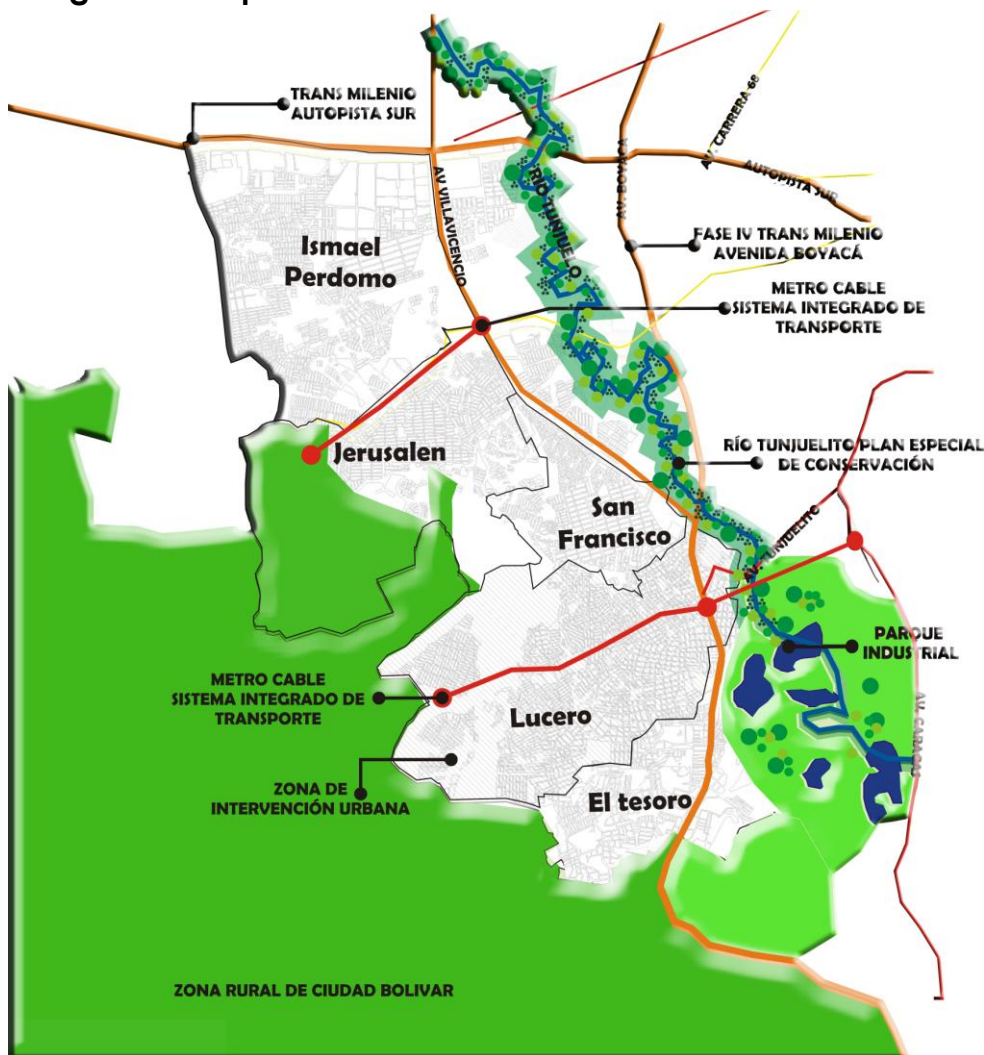 TRANS MILENIO
AUTOPISTA SUR
AV VILLAVICENCIO
RÍO TUNJUELO
AV. BOYACÁ
AV. CARRERA 68
AUTOPISTA SUR
Ismael
Perdomo
FASE IV TRANS MILENIO
AVENIDA BOYACÁ
METRO CABLE
SISTEMA INTEGRADO DE
TRANSPORTE
Jerusalen
RÍO TUNJUELITO PLAN ESPECIAL
DE CONSERVACIÓN
San
Francisco
AV. TUNJUELITO
PARQUE
INDUSTRIAL
METRO CABLE
SISTEMA INTEGRADO DE
TRANSPORTE
Lucero
AV. CARACAS
ZONA DE
INTERVENCIÓN URBANA
El tesoro
ZONA RURAL DE CIUDAD BOLIVAR